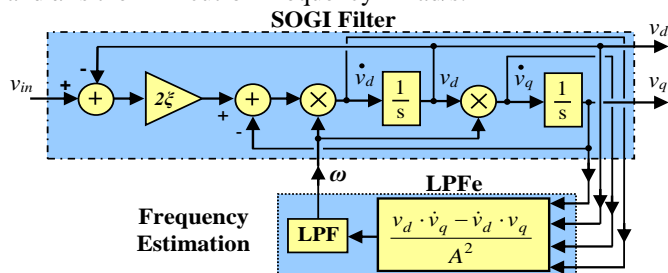 SOGI Filter
v_d
v_q
v_in
+
-
+
2ξ
+
-
+
×
v̇_d
1/s
v_d
×
v̇_q
1/s
ω
LPFe
Frequency
Estimation
LPF
v_d · v̇_q − v̇_d · v_q
A²